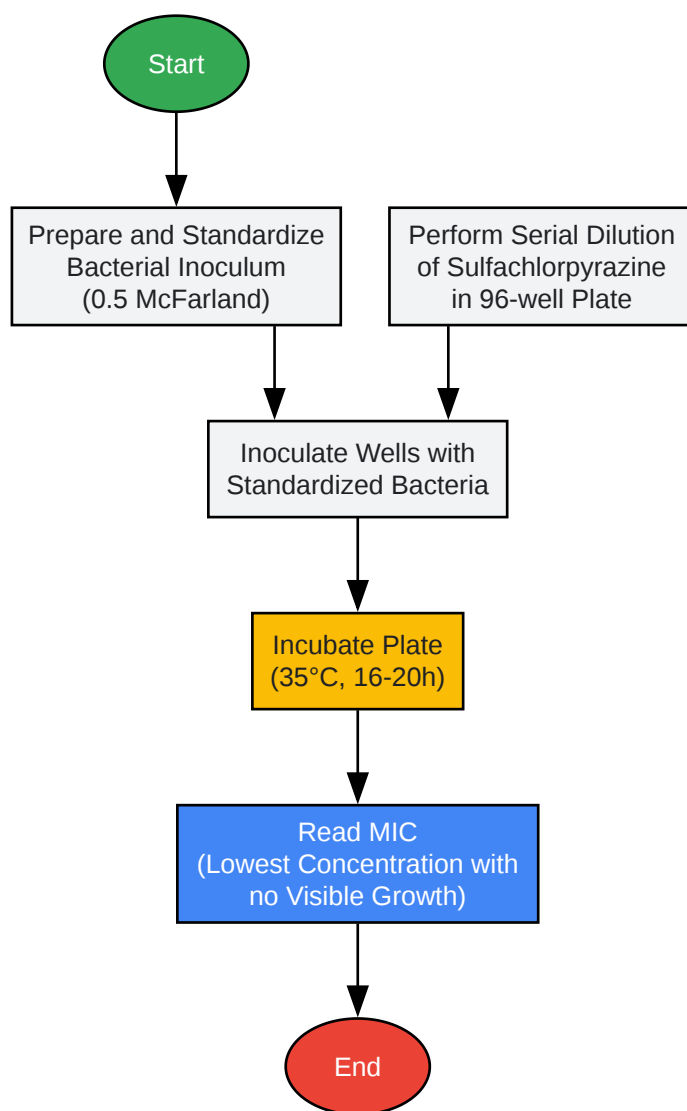 Start
Prepare and Standardize
Bacterial Inoculum
(0.5 McFarland)
Perform Serial Dilution
of Sulfachlorpyrazine
in 96-well Plate
Inoculate Wells with
Standardized Bacteria
Incubate Plate
(35°C, 16-20h)
Read MIC
(Lowest Concentration with
no Visible Growth)
End